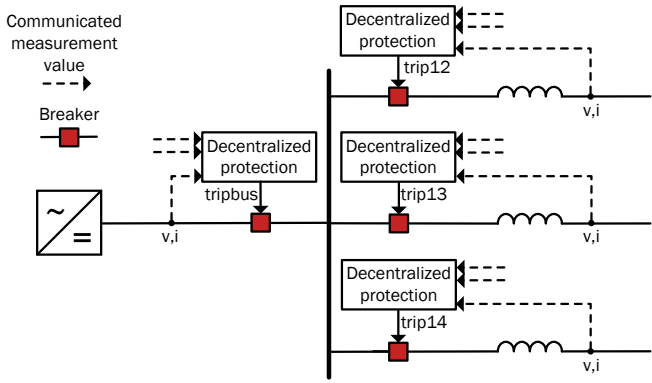 Communicated
measurement
value
Breaker
Decentralized
protection
trip12
v,i
Decentralized
protection
tripbus
v,i
Decentralized
protection
trip13
v,i
Decentralized
protection
trip14
v,i
~
=